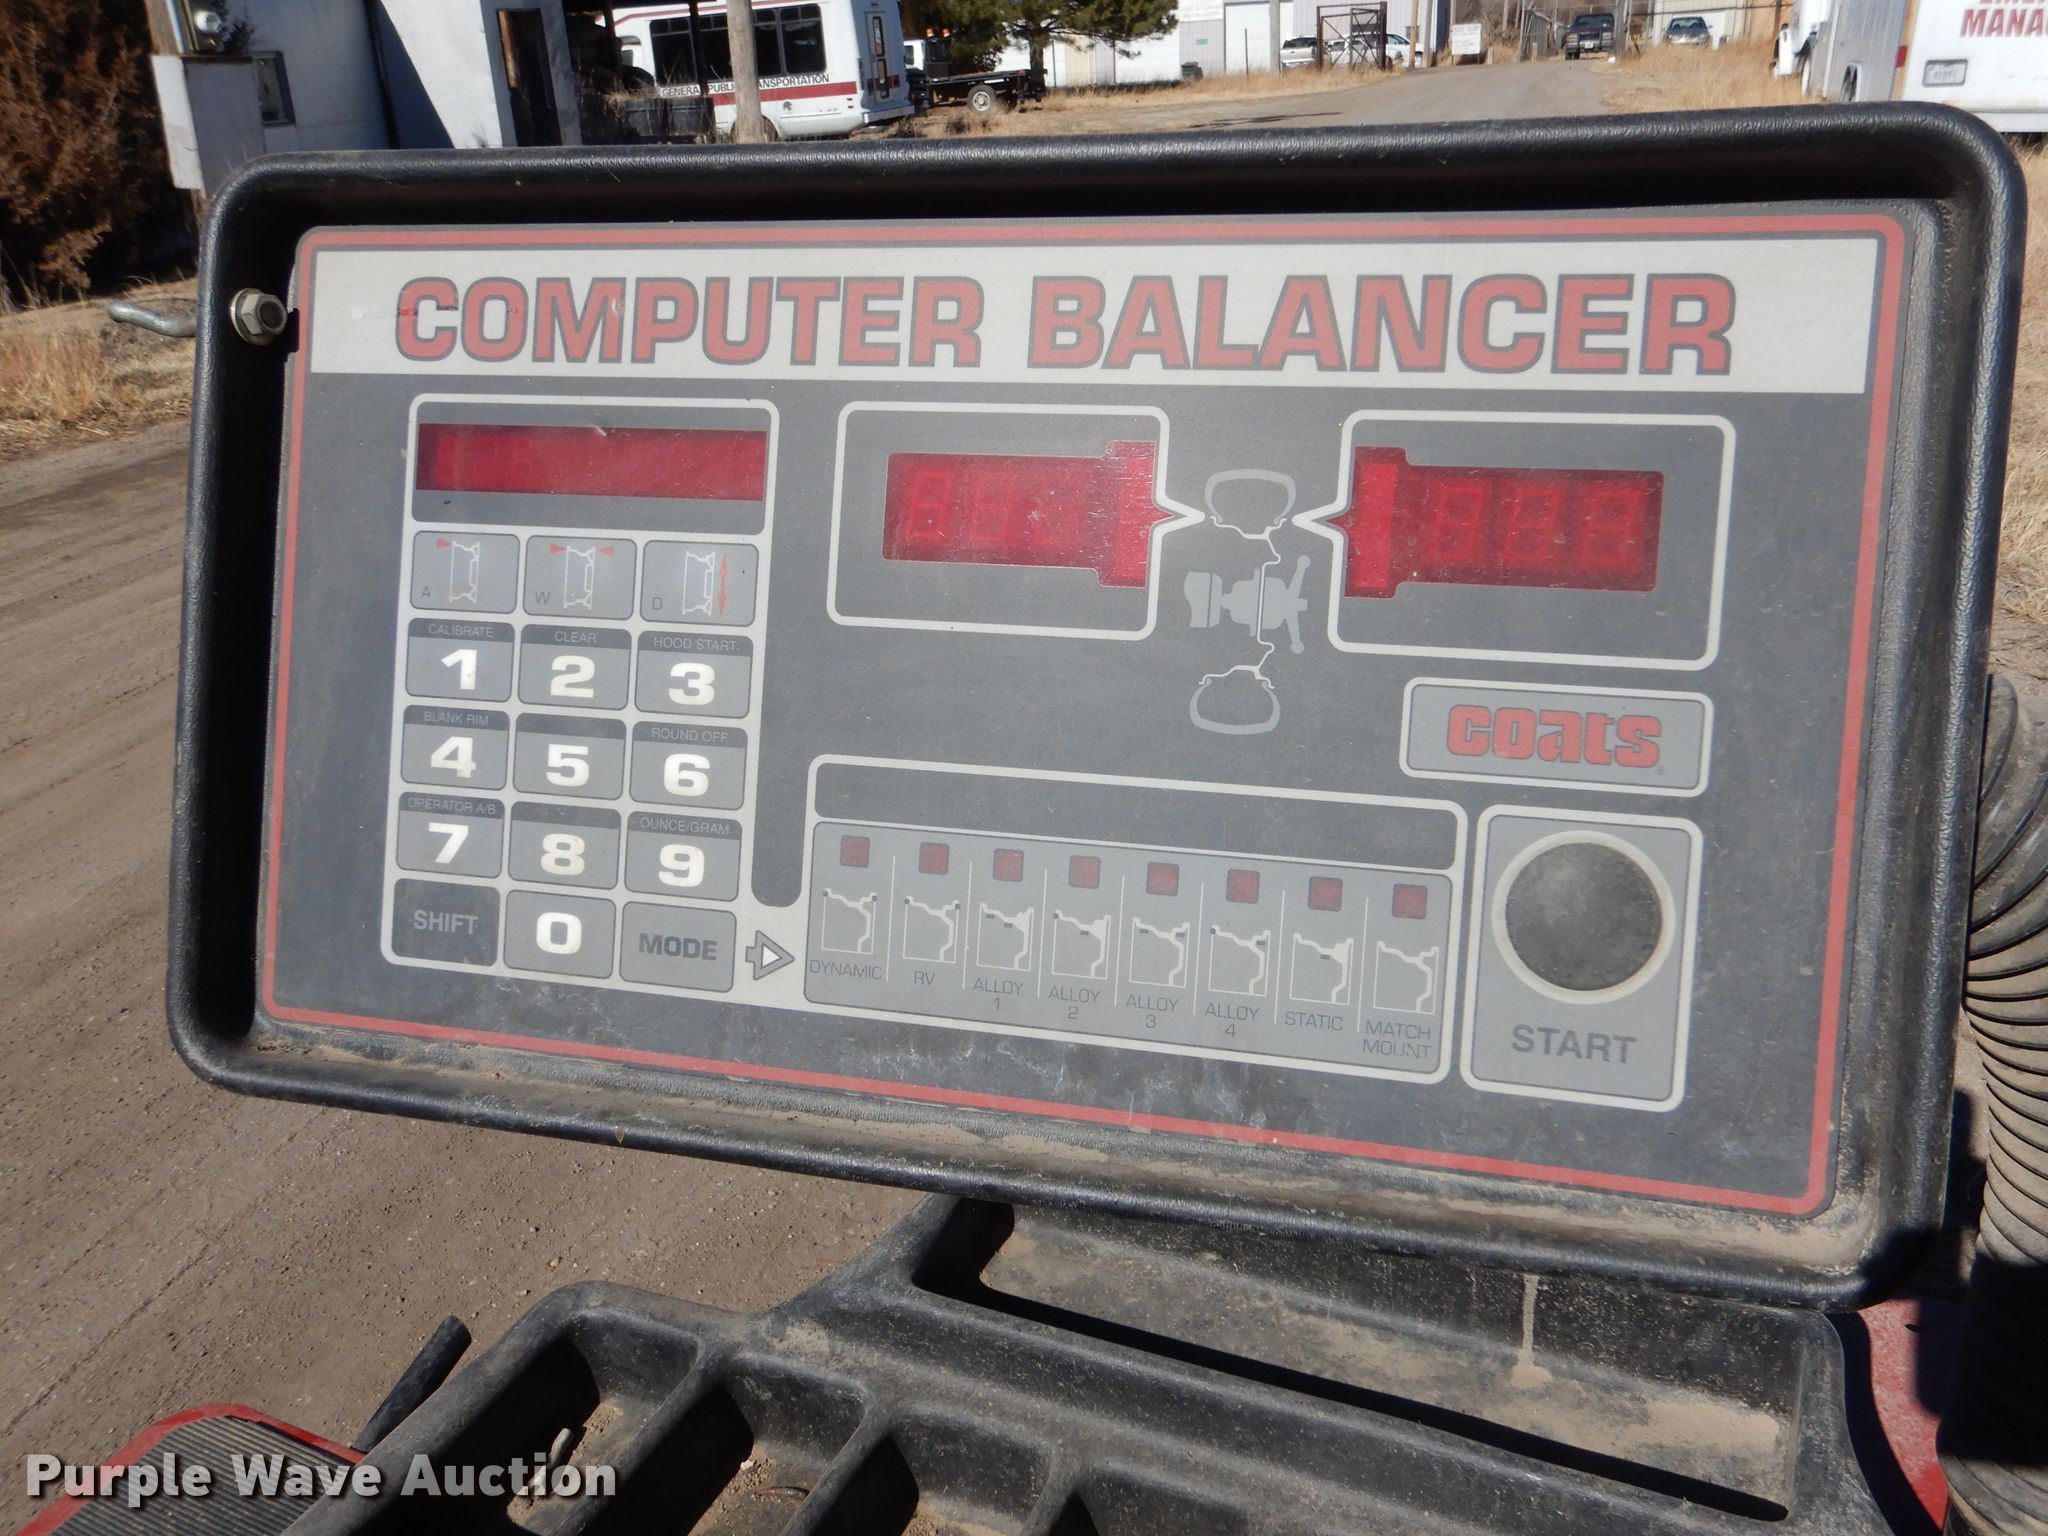 GENERAL PUBLIC TRANSPORTATION
MANA
COMPUTER BALANCER
A
W
D
CALIBRATE
CLEAR
HOOD START
1
2
3
BLANK RIM
ROUND OFF
4
5
6
OPERATOR A/B
OUNCE/GRAM
7
8
9
SHIFT
0
MODE
coats
DYNAMIC
RV
ALLOY
1
ALLOY
2
ALLOY
3
ALLOY
4
STATIC
MATCH
MOUNT
START
Purple Wave Auction